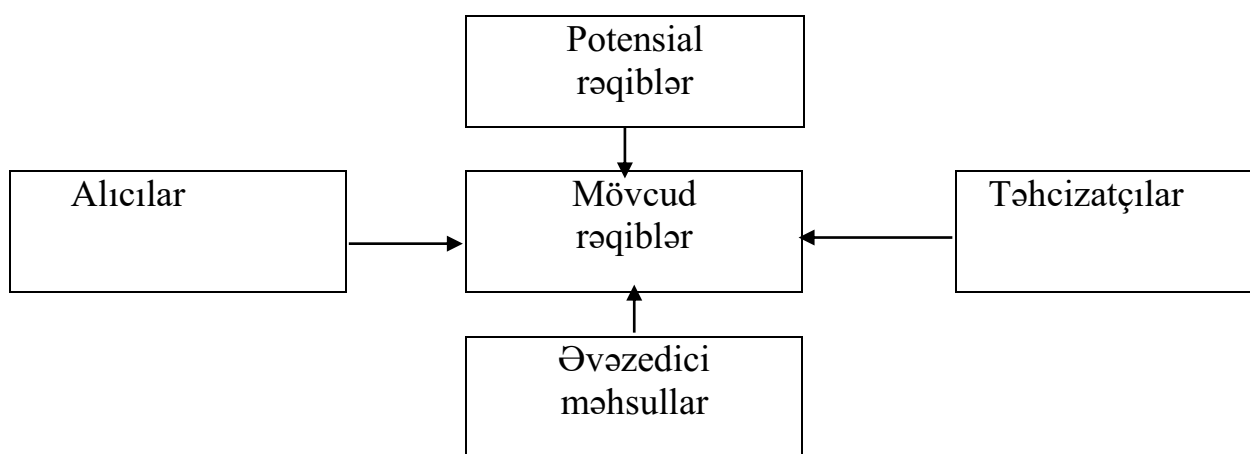 Potensial
rəqiblər
Alıcılar
Mövcud
rəqiblər
Təhcizatçılar
Əvəzedici
məhsullar